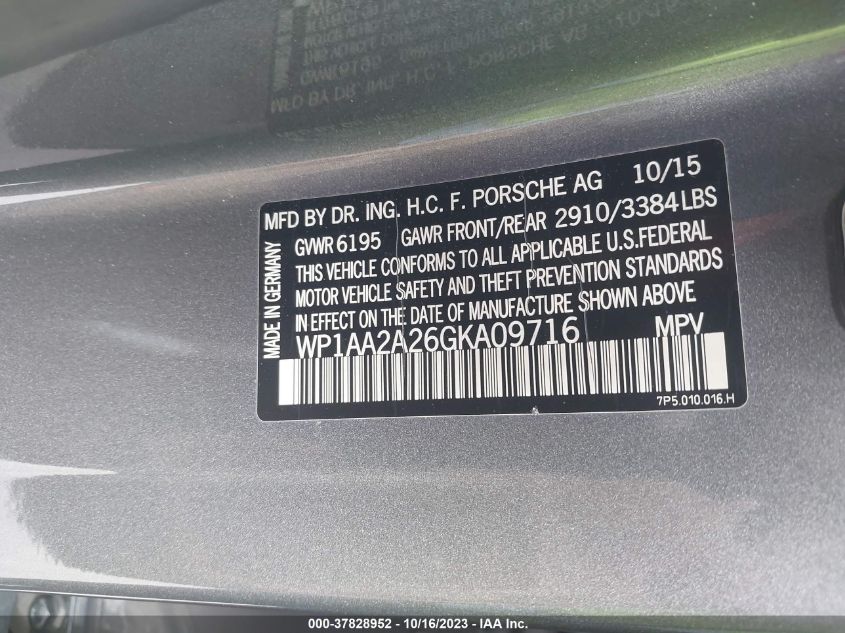 MFD BY DR. ING. H.C. F. PORSCHE AG 10/15
GVWR 6195 GAWR FRONT/REAR 2910/3384LBS
THIS VEHICLE CONFORMS TO ALL APPLICABLE U.S.FEDERAL
MOTOR VEHICLE SAFETY AND THEFT PREVENTION STANDARDS
IN EFFECT ON THE DATE OF MANUFACTURE SHOWN ABOVE
WP1AA2A26GKA09716 MPV
MADE IN GERMANY
7P5.010.016.H
000-37828952 - 10/16/2023 - IAA Inc.